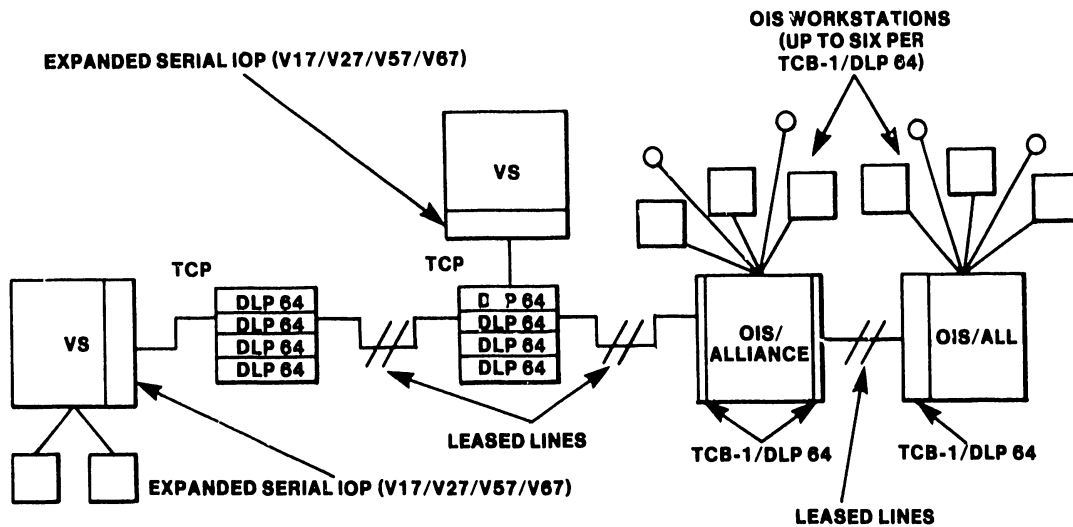 OIS WORKSTATIONS
(UP TO SIX PER
TCB-1/DLP 64)
EXPANDED SERIAL IOP (V17/V27/V57/V67)
VS
TCP
TCP
DLP 64
DLP 64
DLP 64
DLP 64
DLP 64
DLP 64
DLP 64
DLP 64
VS
OIS/
ALLIANCE
OIS/ALL
LEASED LINES
TCB-1/DLP 64
TCB-1/DLP 64
EXPANDED SERIAL IOP (V17/V27/V57/V67)
LEASED LINES